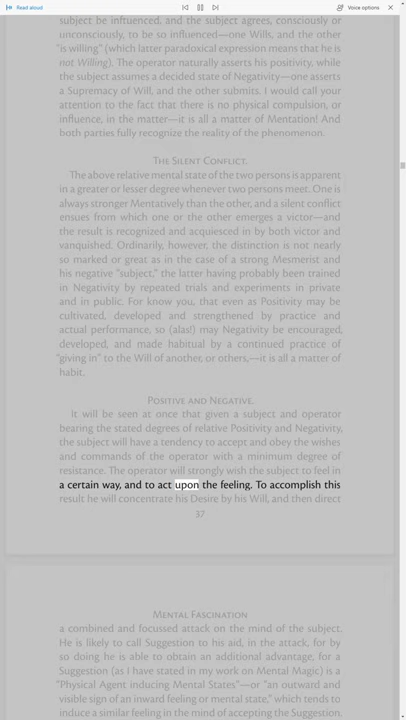 Read aloud
Voice options
subject be influenced, and the subject agrees, consciously or
unconsciously, to be so influenced—one Wills, and the other
"is willing" (which latter paradoxical expression means that he is
not Willing). The operator naturally asserts his positivity, while
the subject assumes a decided state of Negativity—one asserts
a Supremacy of Will, and the other submits. I would call your
attention to the fact that there is no physical compulsion, or
influence, in the matter—it is all a matter of Mentation! And
both parties fully recognize the reality of the phenomenon.
The Silent Conflict.
The above relative mental state of the two persons is apparent
in a greater or lesser degree whenever two persons meet. One is
always stronger Mentatively than the other, and a silent conflict
ensues from which one or the other emerges a victor—and
the result is recognized and acquiesced in by both victor and
vanquished. Ordinarily, however, the distinction is not nearly
so marked or great as in the case of a strong Mesmerist and
his negative "subject," the latter having probably been trained
in Negativity by repeated trials and experiments in private
and in public. For know you, that even as Positivity may be
cultivated, developed and strengthened by practice and
actual performance, so (alas!) may Negativity be encouraged,
developed, and made habitual by a continued practice of
"giving in" to the Will of another, or others,—it is all a matter of
habit.
Positive and Negative.
It will be seen at once that given a subject and operator
bearing the stated degrees of relative Positivity and Negativity,
the subject will have a tendency to accept and obey the wishes
and commands of the operator with a minimum degree of
resistance. The operator will strongly wish the subject to feel in
a certain way, and to act upon the feeling. To accomplish this
result he will concentrate his Desire by his Will, and then direct
37
Mental Fascination
a combined and focussed attack on the mind of the subject.
He is likely to call Suggestion to his aid, in the attack, for by
so doing he is able to obtain an additional advantage, for a
Suggestion (as I have stated in my work on Mental Magic) is a
"Physical Agent inducing Mental States"—or "an outward and
visible sign of an inward feeling or mental state," which tends to
induce a similar feeling in the mind of accepting the Suggestion.